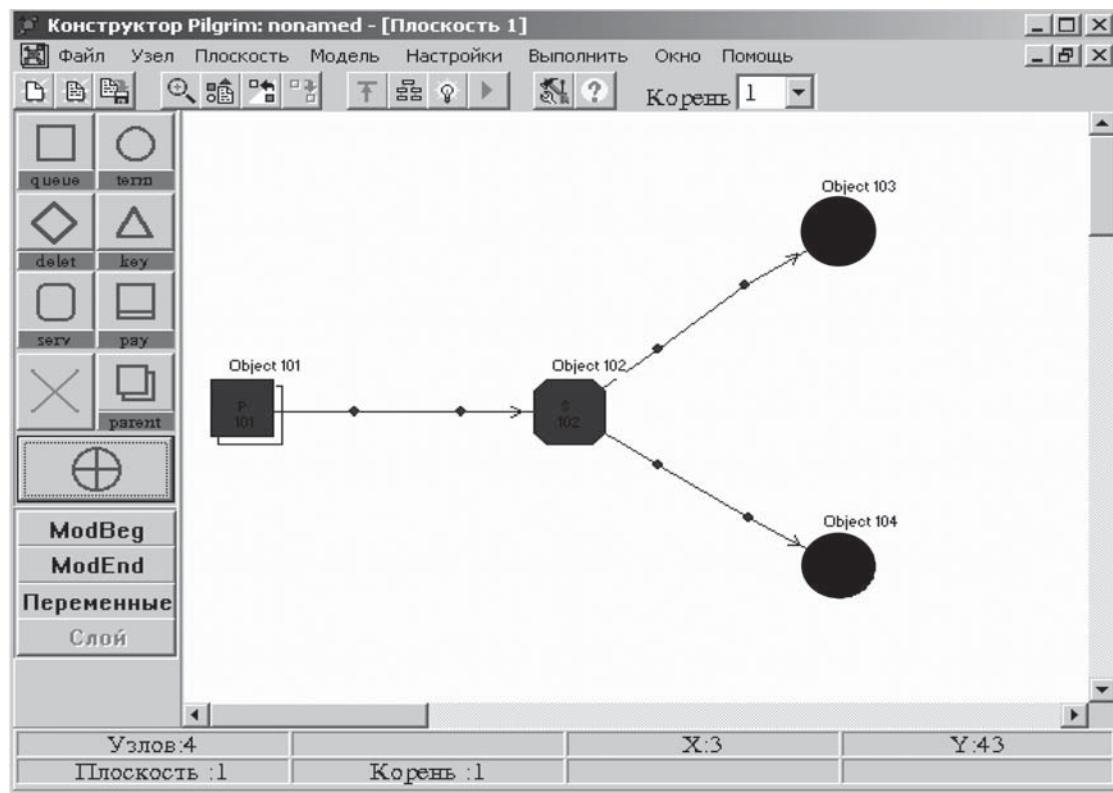 Конструктор Pilgrim: nonamed - [Плоскость 1]
Файл Узел Плоскость Модель Настройки Выполнить Окно Помощь
Корень 1
queue term
delet key
serv pay
parent
ModBeg
ModEnd
Переменные
Слой
Object 103
Object 101
Object 102
P
101
S
102
Object 104
Узлов:4 X:3 Y:43
Плоскость :1 Корень :1